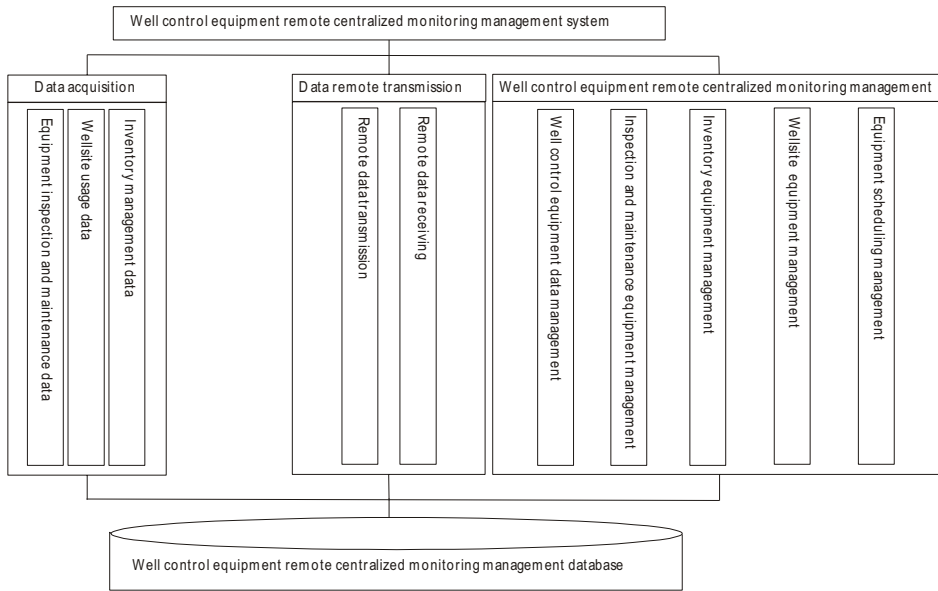 Well control equipment remote centralized monitoring management system
Data acquisition
Equipment inspection and maintenance data
Wellsite usage data
Inventory management data
Data remote transmission
Remote data transmission
Remote data receiving
Well control equipment remote centralized monitoring management
Well control equipment data management
Inspection and maintenance equipment management
Inventory equipment management
Wellsite equipment management
Equipment scheduling management
Well control equipment remote centralized monitoring management database